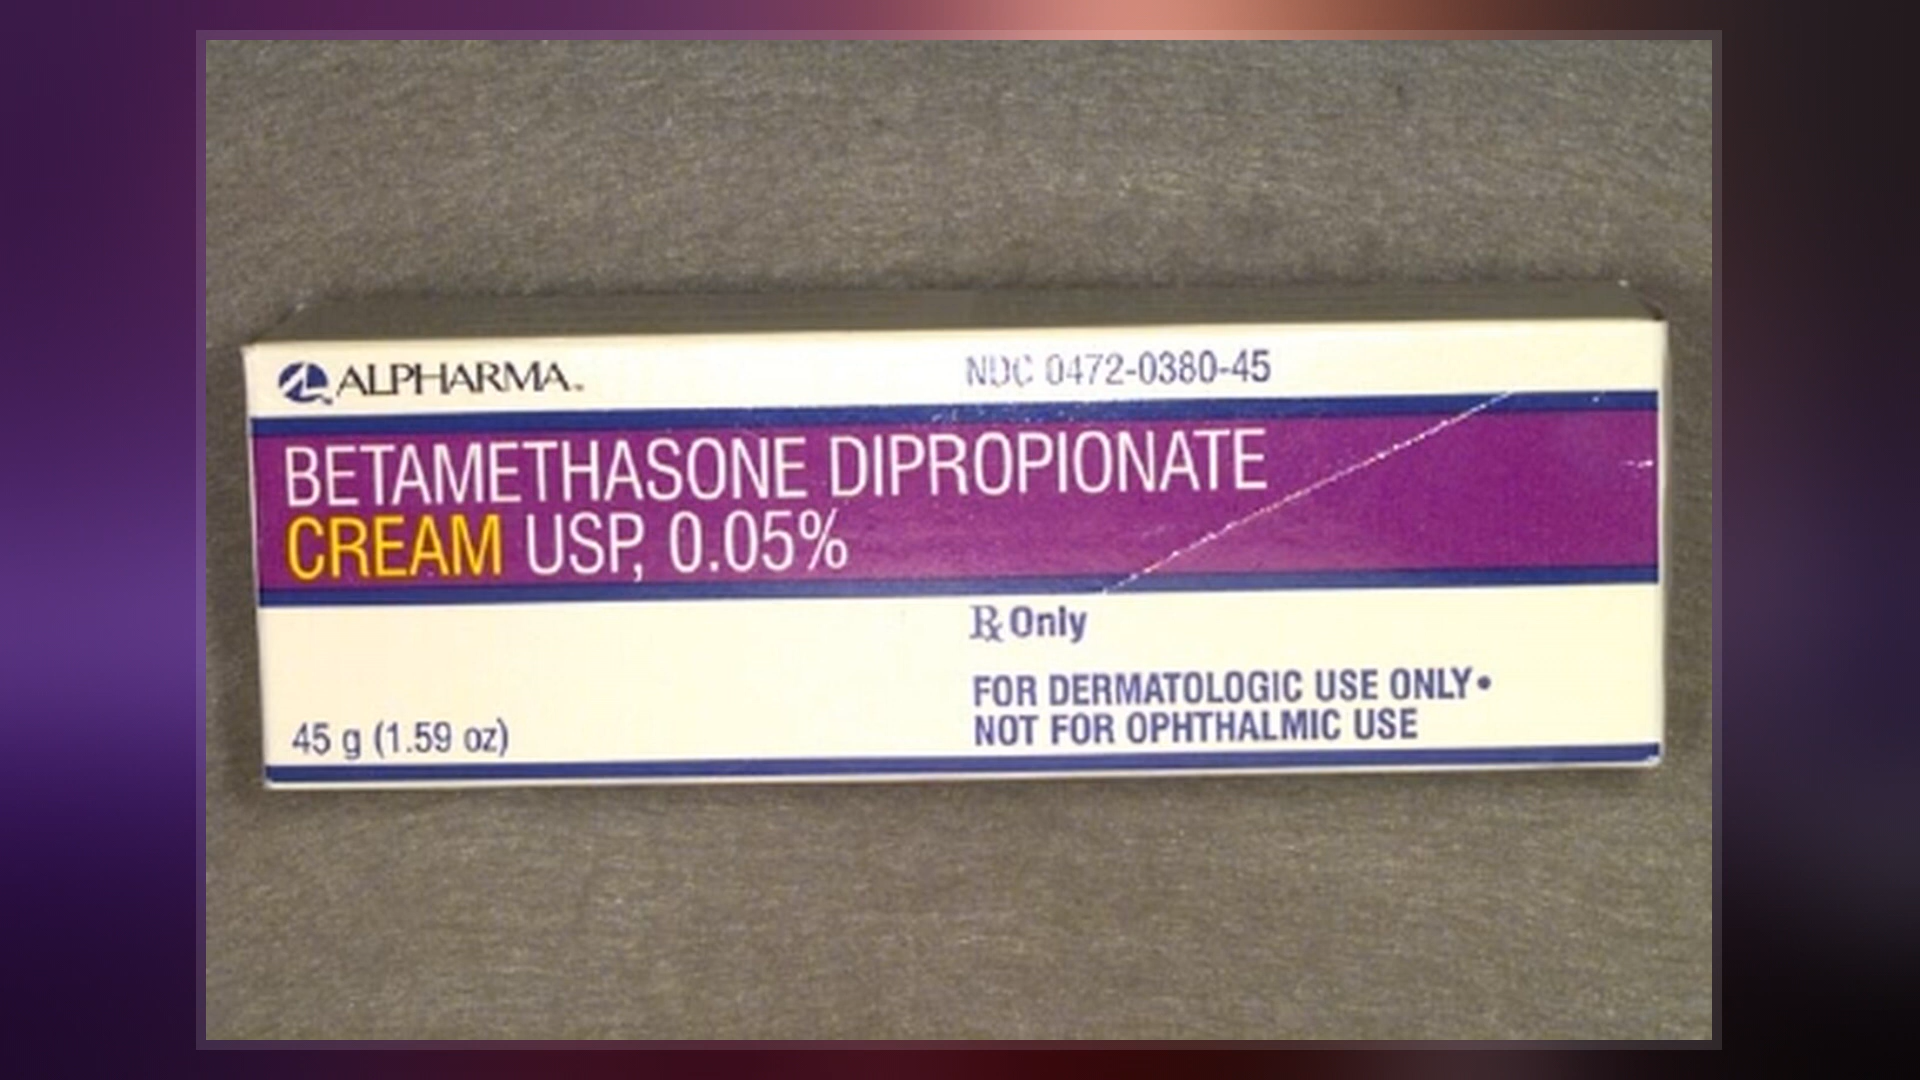 ALPHARMA™
NDC 0472-0380-45
BETAMETHASONE DIPROPIONATE
CREAM USP, 0.05%
℞ Only
FOR DERMATOLOGIC USE ONLY•
NOT FOR OPHTHALMIC USE
45 g (1.59 oz)